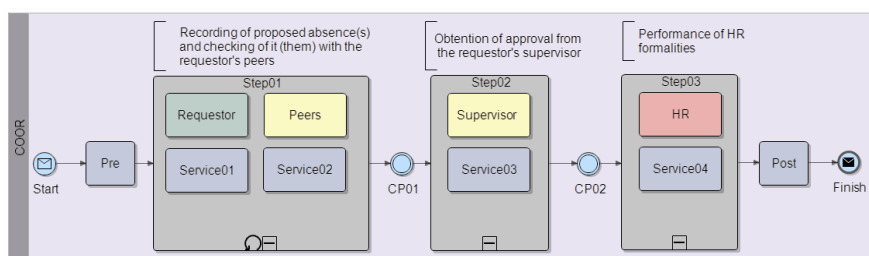 Recording of proposed absence(s)
and checking of it (them) with the
requestor's peers
Obtention of approval from
the requestor's supervisor
Performance of HR
formalities
COOR
Start
Pre
Step01
Requestor
Peers
Service01
Service02
CP01
Step02
Supervisor
Service03
CP02
Step03
HR
Service04
Post
Finish